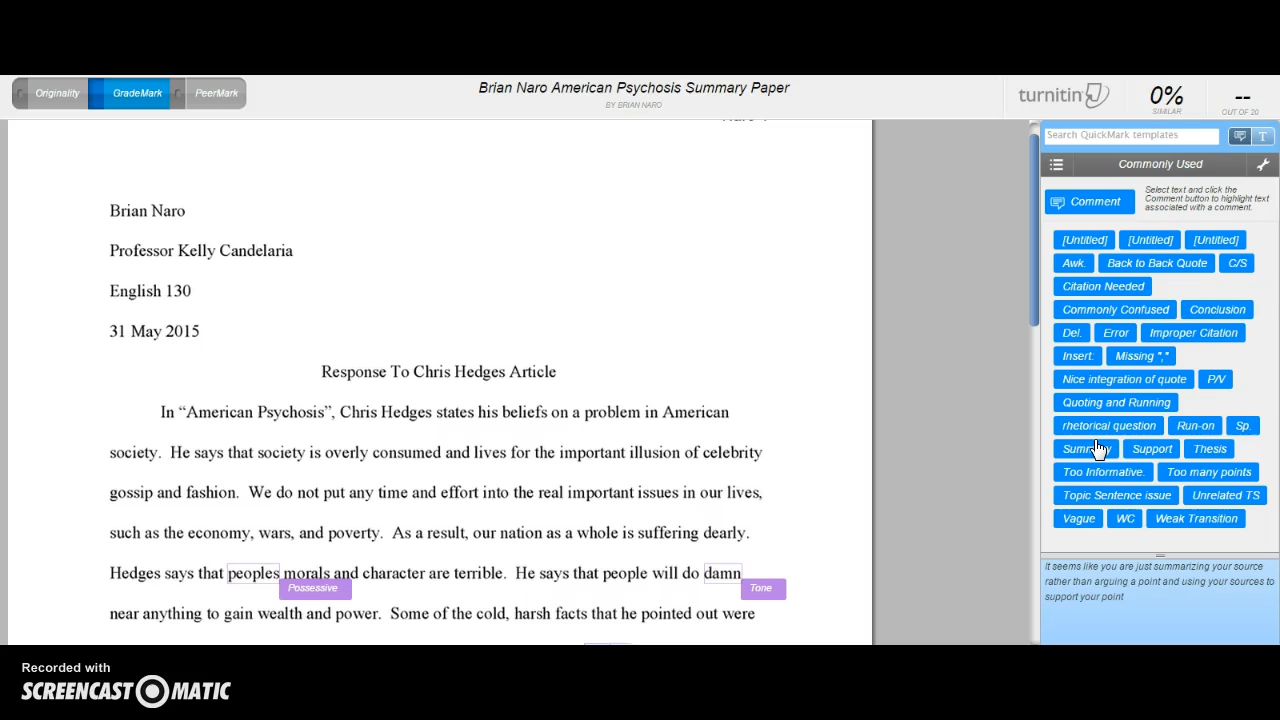 Originality GradeMark PeerMark
Brian Naro American Psychosis Summary Paper
BY BRIAN NARO
turnitin
0%
SIMILAR
--
OUT OF 20
Search QuickMark templates
T
Commonly Used
Comment
Select text and click the
Comment button to highlight text
associated with a comment.
[Untitled] [Untitled] [Untitled]
Awk. Back to Back Quote C/S
Citation Needed
Commonly Confused Conclusion
Del. Error Improper Citation
Insert: Missing ","
Nice integration of quote P/V
Quoting and Running
rhetorical question Run-on Sp.
Summary Support Thesis
Too Informative. Too many points
Topic Sentence issue Unrelated TS
Vague WC Weak Transition
It seems like you are just summarizing your source
rather than arguing a point and using your sources to
support your point
Brian Naro
Professor Kelly Candelaria
English 130
31 May 2015
Response To Chris Hedges Article
In “American Psychosis”, Chris Hedges states his beliefs on a problem in American
society.  He says that society is overly consumed and lives for the important illusion of celebrity
gossip and fashion.  We do not put any time and effort into the real important issues in our lives,
such as the economy, wars, and poverty.  As a result, our nation as a whole is suffering dearly.
Hedges says that peoples morals and character are terrible.  He says that people will do damn
Possessive Tone
near anything to gain wealth and power.  Some of the cold, harsh facts that he pointed out were
Recorded with
SCREENCAST-O-MATIC